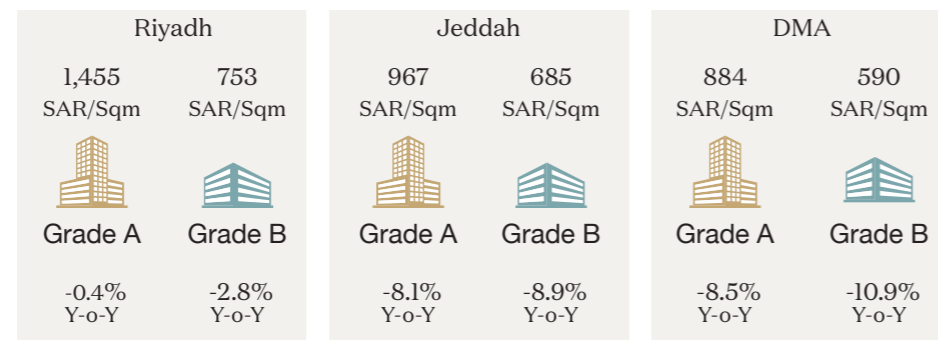 Riyadh
1,455 753
SAR/Sqm SAR/Sqm
Grade A Grade B
-0.4% -2.8%
Y-o-Y Y-o-Y
Jeddah
967 685
SAR/Sqm SAR/Sqm
Grade A Grade B
-8.1% -8.9%
Y-o-Y Y-o-Y
DMA
884 590
SAR/Sqm SAR/Sqm
Grade A Grade B
-8.5% -10.9%
Y-o-Y Y-o-Y